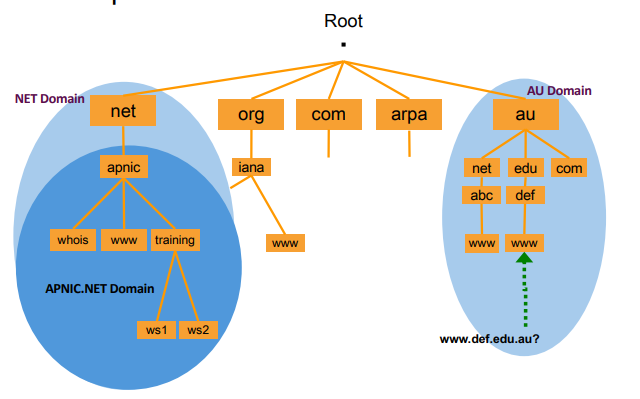 Root
.
NET Domain
AU Domain
net
org
com
arpa
au
apnic
iana
net
edu
com
abc
def
whois
www
training
www
www
www
APNIC.NET Domain
ws1
ws2
www.def.edu.au?